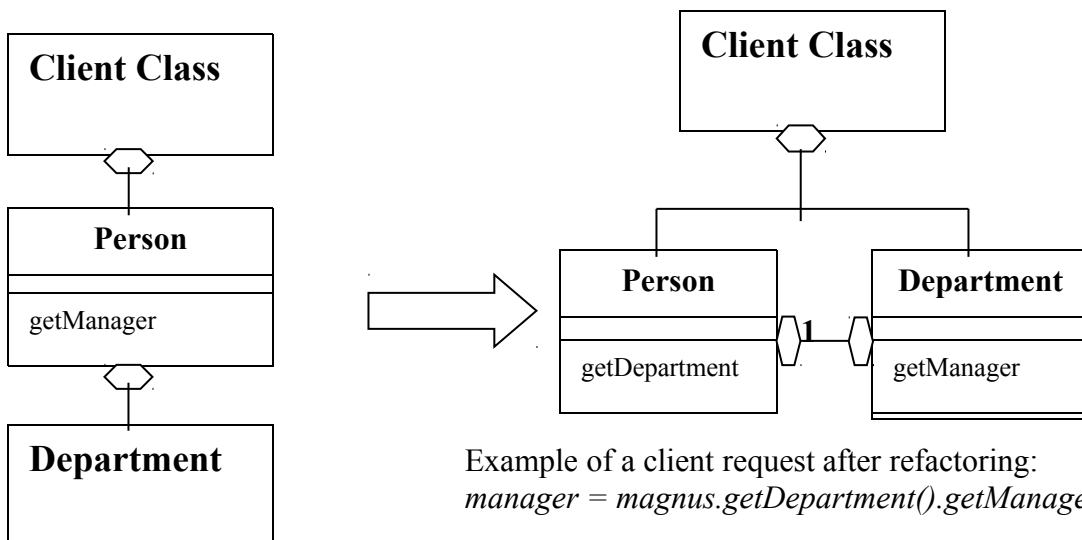 Client Class
Person
getManager
Department
Client Class
Person
getDepartment
1
Department
getManager
Example of a client request after refactoring:
manager = magnus.getDepartment().getManage